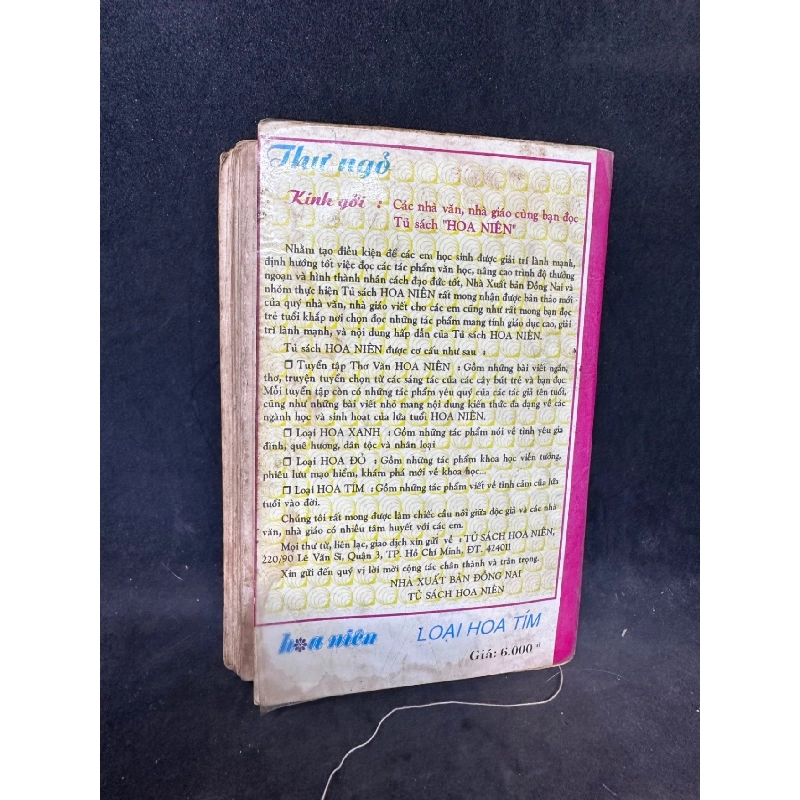 Thư ngỏ
Kính gởi : Các nhà văn, nhà giáo cùng bạn đọc
Tủ sách "HOA NIÊN"
Nhằm tạo điều kiện để các em học sinh được giải trí lành mạnh,
định hướng tốt việc đọc các tác phẩm văn học, nâng cao trình độ thưởng
ngoạn và hình thành nhân cách đạo đức tốt, Nhà Xuất bản Đồng Nai và
nhóm thực hiện Tủ sách HOA NIÊN rất mong nhận được bản thảo mới
của quý nhà văn, nhà giáo viết cho các em cũng như rất mong bạn đọc
trẻ tuổi khắp nơi chọn đọc những tác phẩm mang tính giáo dục cao, giải
trí lành mạnh, và nội dung hấp dẫn của Tủ sách HOA NIÊN.
Tủ sách HOA NIÊN được cơ cấu như sau :
❒ Tuyển tập Thơ Văn HOA NIÊN : Gồm những bài viết ngắn,
thơ, truyện tuyển chọn từ các sáng tác của các cây bút trẻ và bạn đọc.
Mỗi tuyển tập còn có những tác phẩm yêu quý của các tác giả tên tuổi,
cũng như những bài viết nhỏ mang nội dung kiến thức đa dạng về các
ngành học và sinh hoạt của lứa tuổi HOA NIÊN.
❒ Loại HOA XANH : Gồm những tác phẩm nói về tình yêu gia
đình, quê hương, dân tộc và nhân loại
❒ Loại HOA ĐỎ : Gồm những tác phẩm khoa học viễn tưởng,
phiêu lưu mạo hiểm, khám phá mới về khoa học...
❒ Loại HOA TÍM : Gồm những tác phẩm viết về tình cảm của lứa
tuổi vào đời.
Chúng tôi rất mong được làm chiếc cầu nối giữa độc giả và các nhà
văn, nhà giáo có nhiều tâm huyết với các em.
Mọi thư từ, liên lạc, giao dịch xin gửi về : TỦ SÁCH HOA NIÊN,
220/90 Lê Văn Sĩ, Quận 3, TP. Hồ Chí Minh, ĐT. 424011
Xin gửi đến quý vị lời mời cộng tác chân thành và trân trọng.
NHÀ XUẤT BẢN ĐỒNG NAI
TỦ SÁCH HOA NIÊN
hoa niên
LOẠI HOA TÍM
Giá: 6.000 đ